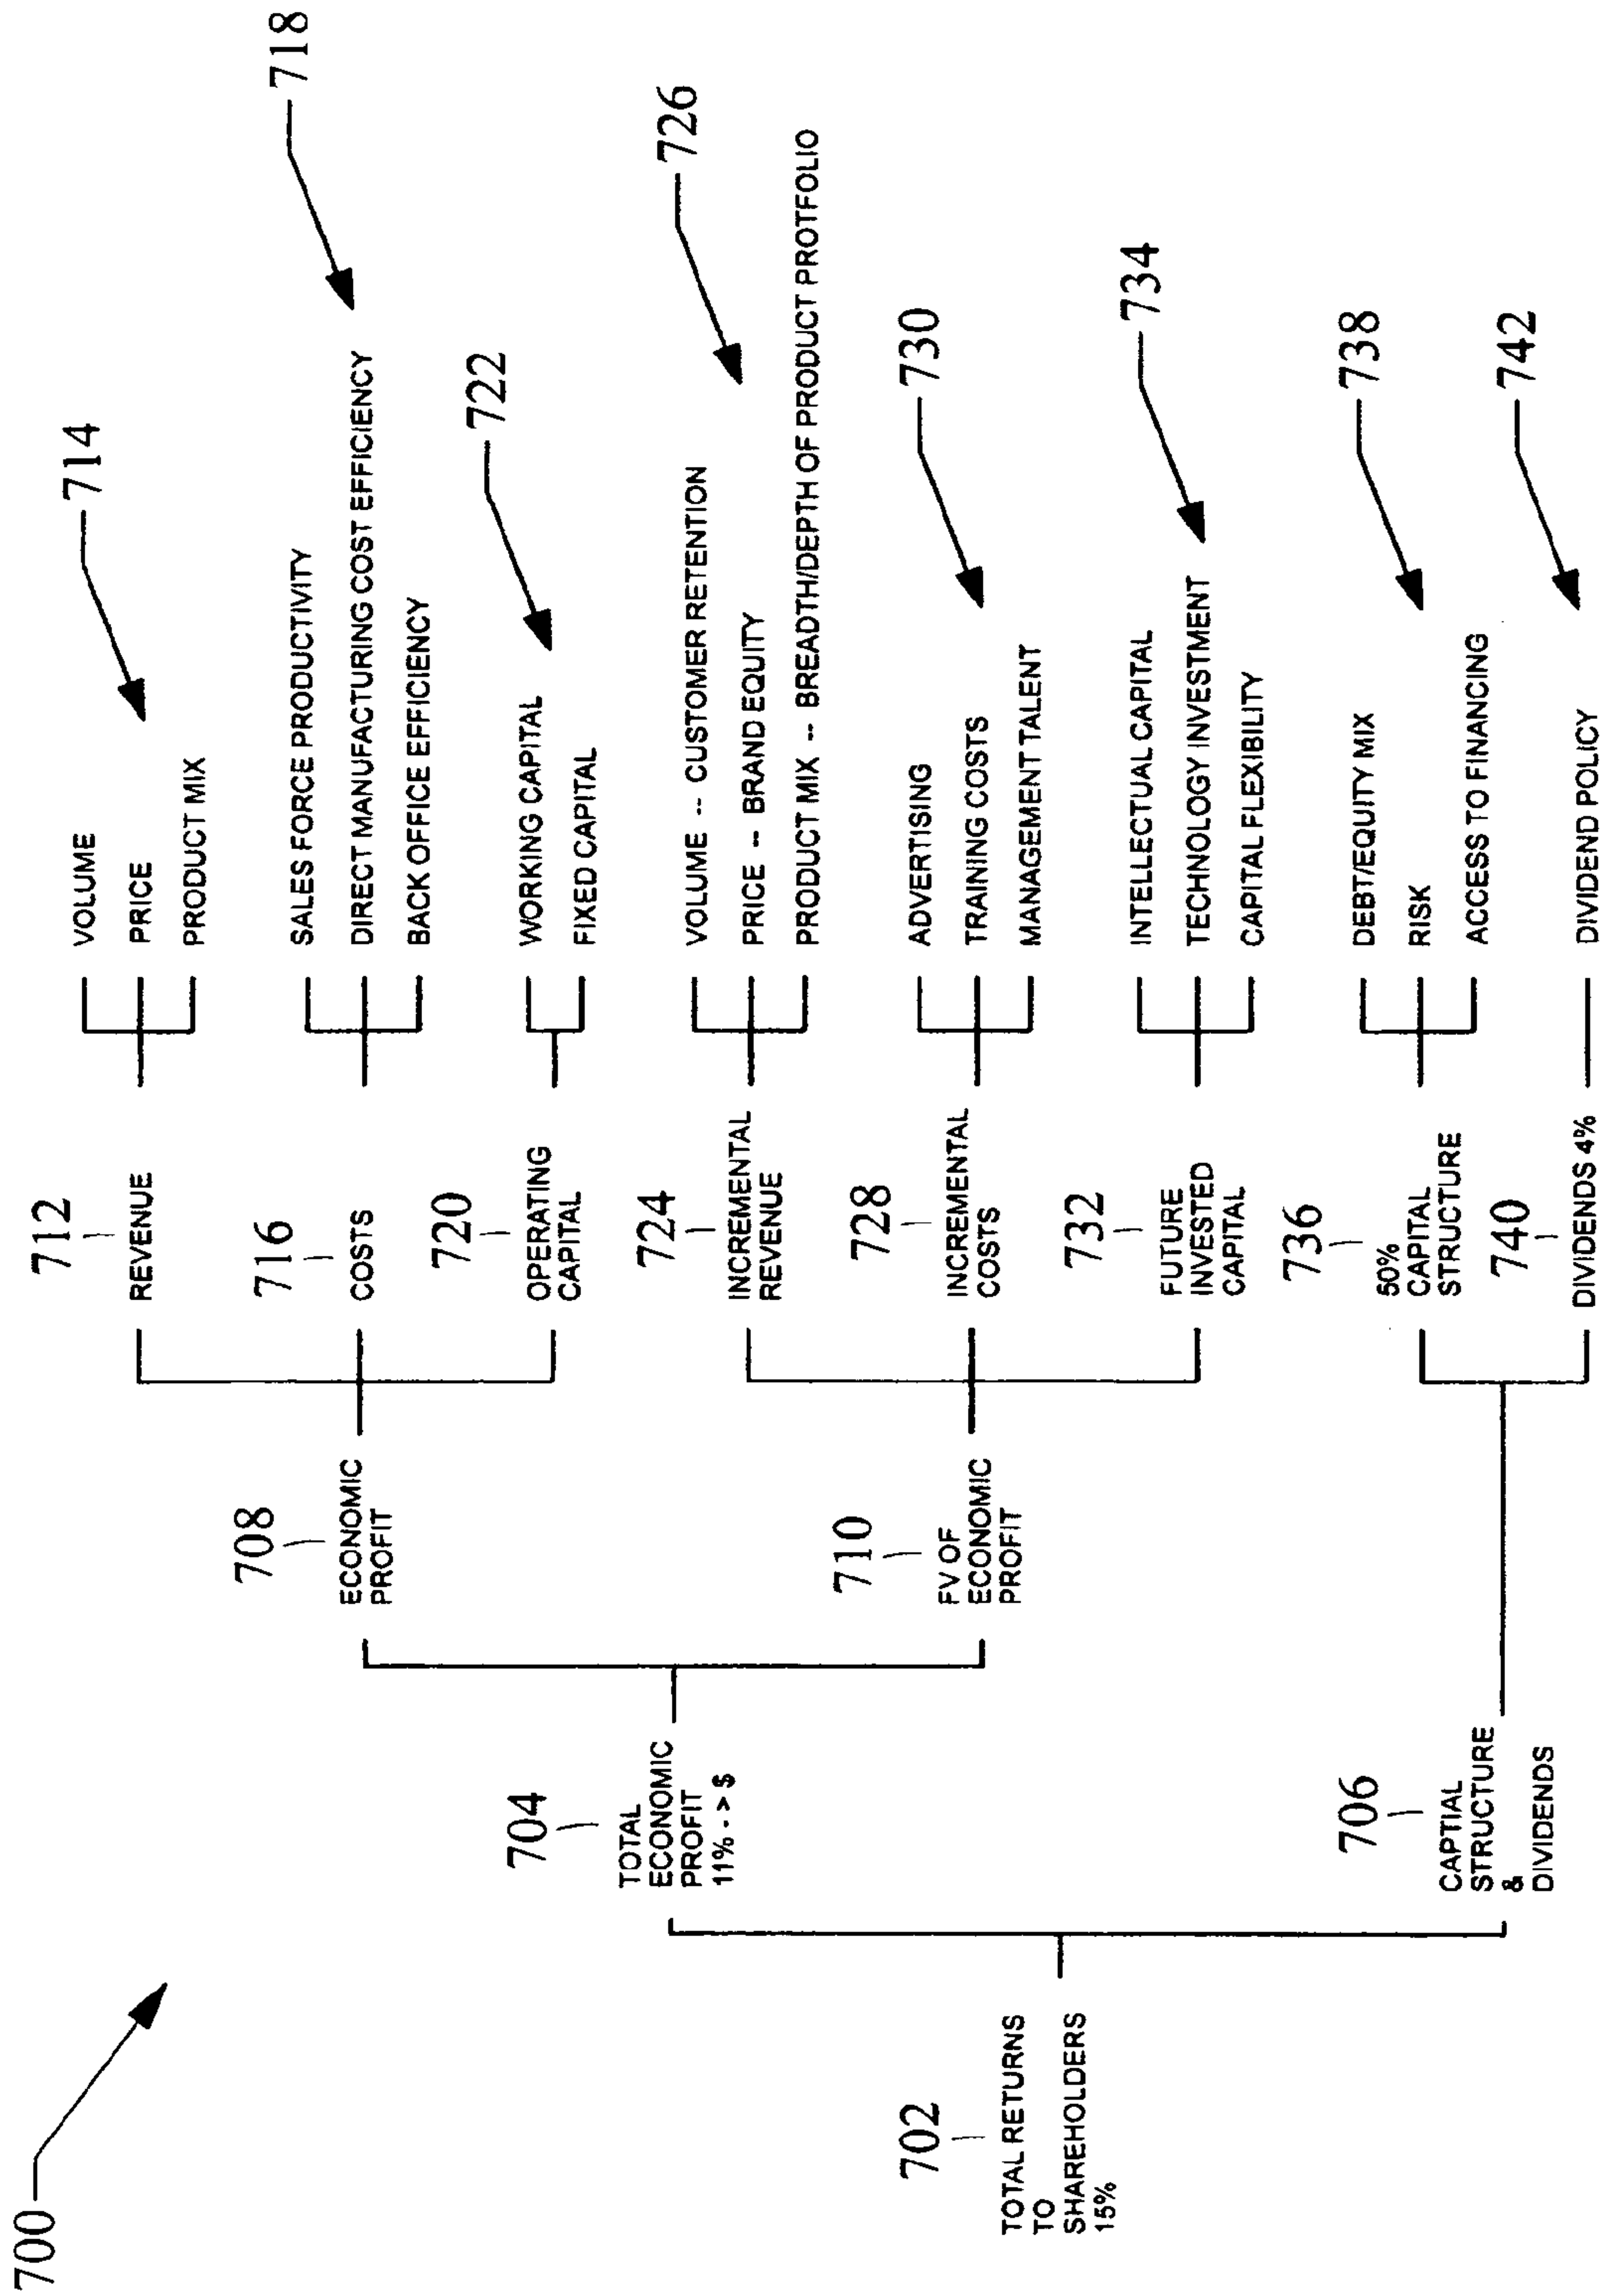 700
702
TOTAL RETURNS
TO
SHAREHOLDERS
15%
704
TOTAL
ECONOMIC
PROFIT
11% - > $
706
CAPTIAL
STRUCTURE
&
DIVIDENDS
708
ECONOMIC
PROFIT
710
FV OF
ECONOMIC
PROFIT
712
REVENUE
716
COSTS
720
OPERATING
CAPITAL
724
INCREMENTAL
REVENUE
728
INCREMENTAL
COSTS
732
FUTURE
INVESTED
CAPITAL
736
50%
CAPITAL
STRUCTURE
740
DIVIDENDS 4%
714
VOLUME
PRICE
PRODUCT MIX
718
SALES FORCE PRODUCTIVITY
DIRECT MANUFACTURING COST EFFICIENCY
BACK OFFICE EFFICIENCY
722
WORKING CAPITAL
FIXED CAPITAL
726
VOLUME -- CUSTOMER RETENTION
PRICE -- BRAND EQUITY
PRODUCT MIX -- BREADTH/DEPTH OF PRODUCT PROTFOLIO
730
ADVERTISING
TRAINING COSTS
MANAGEMENT TALENT
734
INTELLECTUAL CAPITAL
TECHNOLOGY INVESTMENT
CAPITAL FLEXIBILITY
738
DEBT/EQUITY MIX
RISK
ACCESS TO FINANCING
742
DIVIDEND POLICY